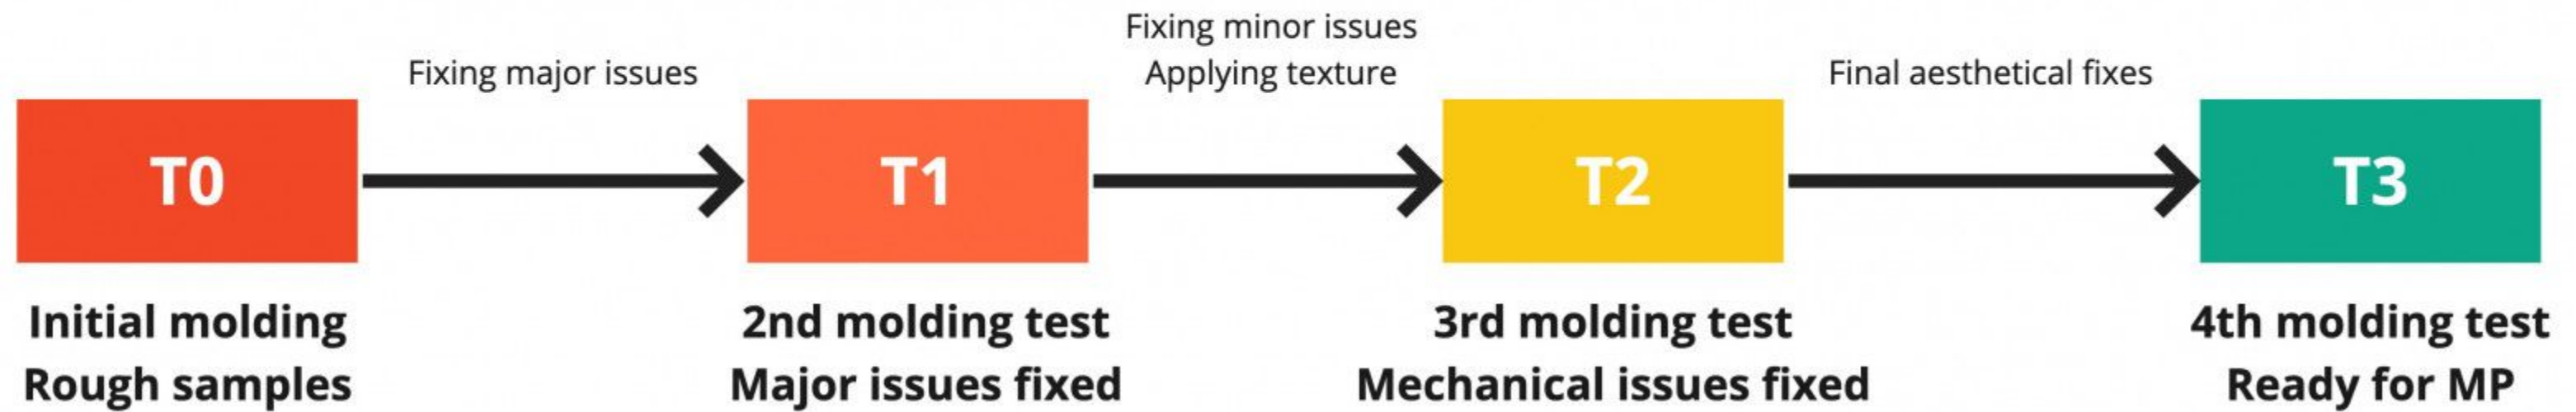 Fixing major issues
Fixing minor issues
Applying texture
Final aesthetical fixes
T0
T1
T2
T3
Initial molding
Rough samples
2nd molding test
Major issues fixed
3rd molding test
Mechanical issues fixed
4th molding test
Ready for MP